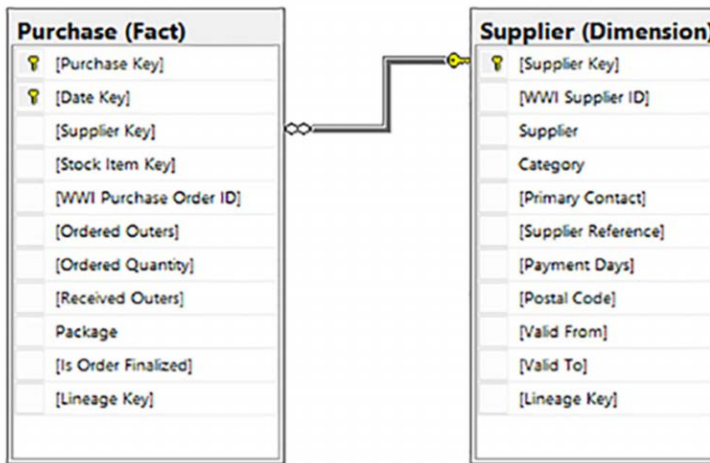 Purchase (Fact)
[Purchase Key]
[Date Key]
[Supplier Key]
[Stock Item Key]
[WWI Purchase Order ID]
[Ordered Outers]
[Ordered Quantity]
[Received Outers]
Package
[Is Order Finalized]
[Lineage Key]
Supplier (Dimension)
[Supplier Key]
[WWI Supplier ID]
Supplier
Category
[Primary Contact]
[Supplier Reference]
[Payment Days]
[Postal Code]
[Valid From]
[Valid To]
[Lineage Key]